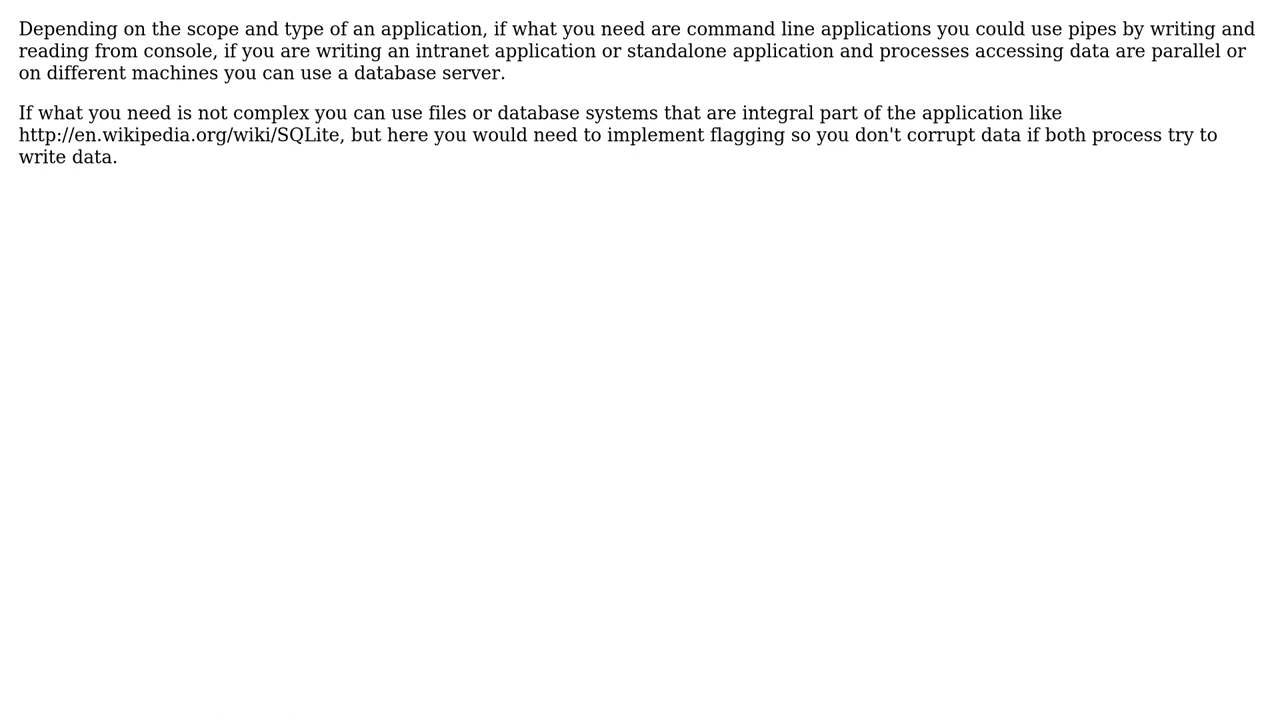 Depending on the scope and type of an application, if what you need are command line applications you could use pipes by writing and
reading from console, if you are writing an intranet application or standalone application and processes accessing data are parallel or
on different machines you can use a database server.
If what you need is not complex you can use files or database systems that are integral part of the application like
http://en.wikipedia.org/wiki/SQLite, but here you would need to implement flagging so you don't corrupt data if both process try to
write data.